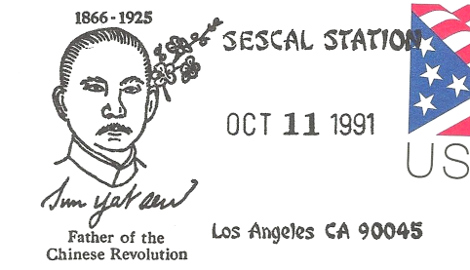 1866-1925
SESCAL STATION
OCT 11 1991
US
Sun Yat Sen
Father of the
Chinese Revolution
Los Angeles CA 90045